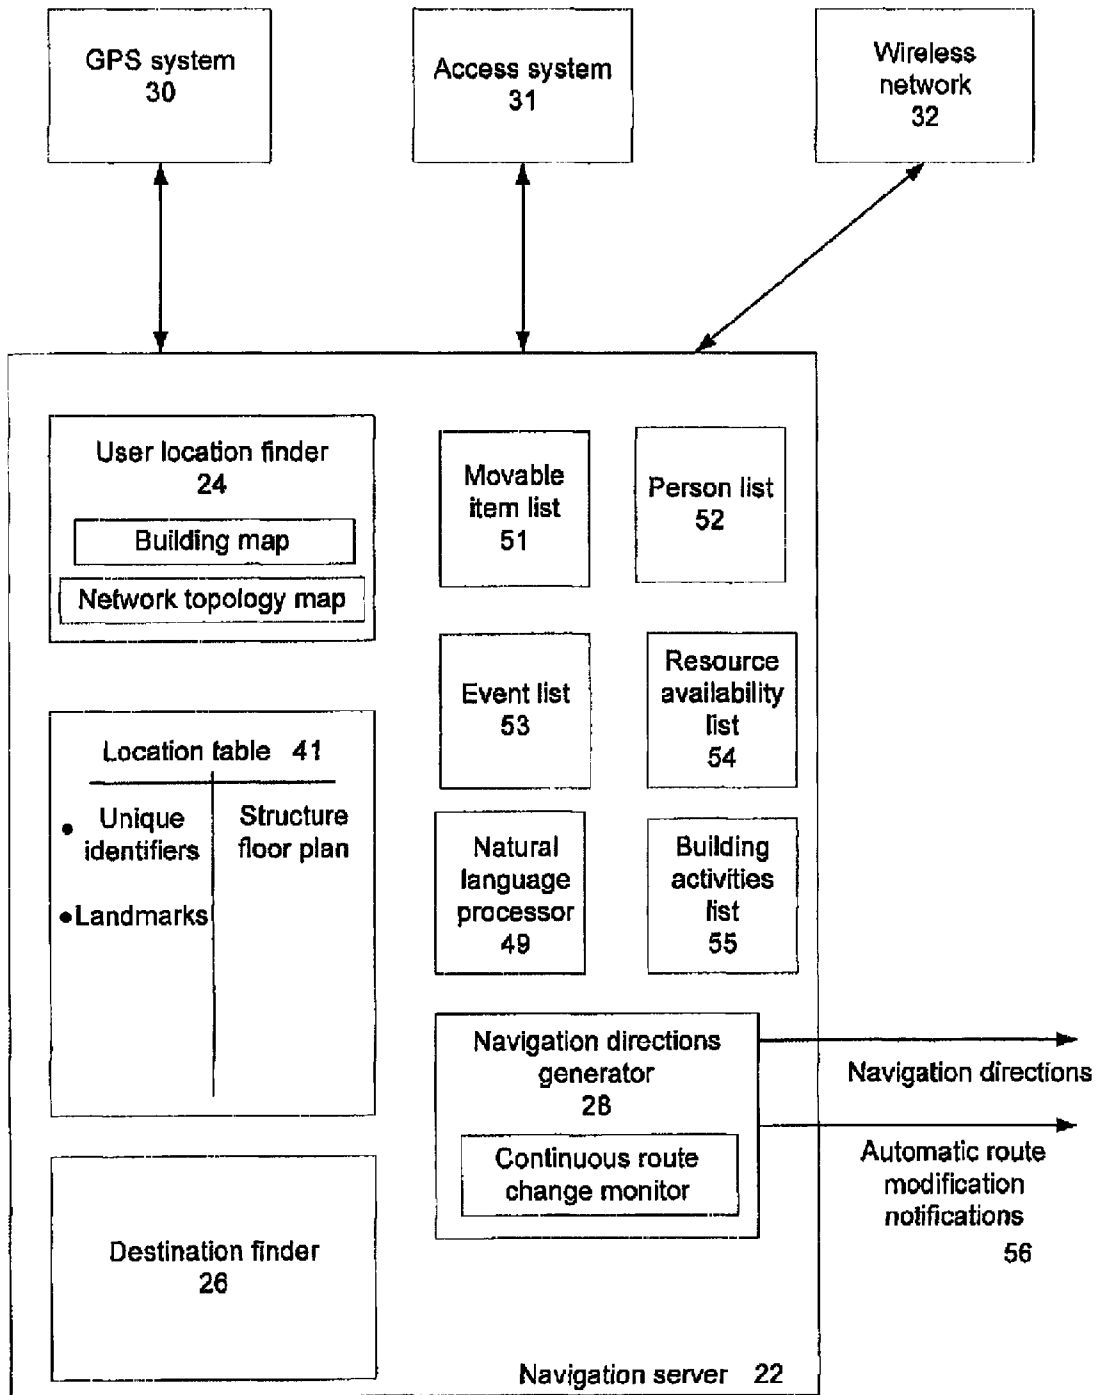 GPS system
30
Access system
31
Wireless
network
32
User location finder
24
Building map
Network topology map
Movable
item list
51
Person list
52
Event list
53
Resource
availability
list
54
Location table 41
• Unique
identifiers
• Landmarks
Structure
floor plan
Natural
language
processor
49
Building
activities
list
55
Navigation directions
generator
28
Continuous route
change monitor
Navigation directions
Automatic route
modification
notifications
56
Destination finder
26
Navigation server 22